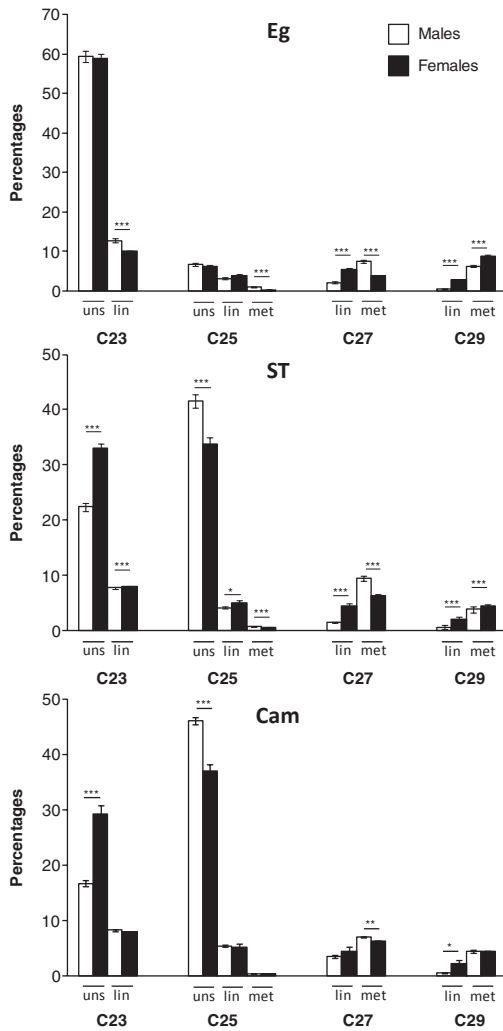 Eg
Males
Females
Percentages
70
60
50
40
30
20
10
0
*** *** *** *** *** ***
uns lin uns lin met lin met lin met
C23 C25 C27 C29
ST
Percentages
50
40
30
20
10
0
*** *** *** * *** *** *** *** ***
uns lin uns lin met lin met lin met
C23 C25 C27 C29
Cam
Percentages
50
40
30
20
10
0
*** *** ** *
uns lin uns lin met lin met lin met
C23 C25 C27 C29